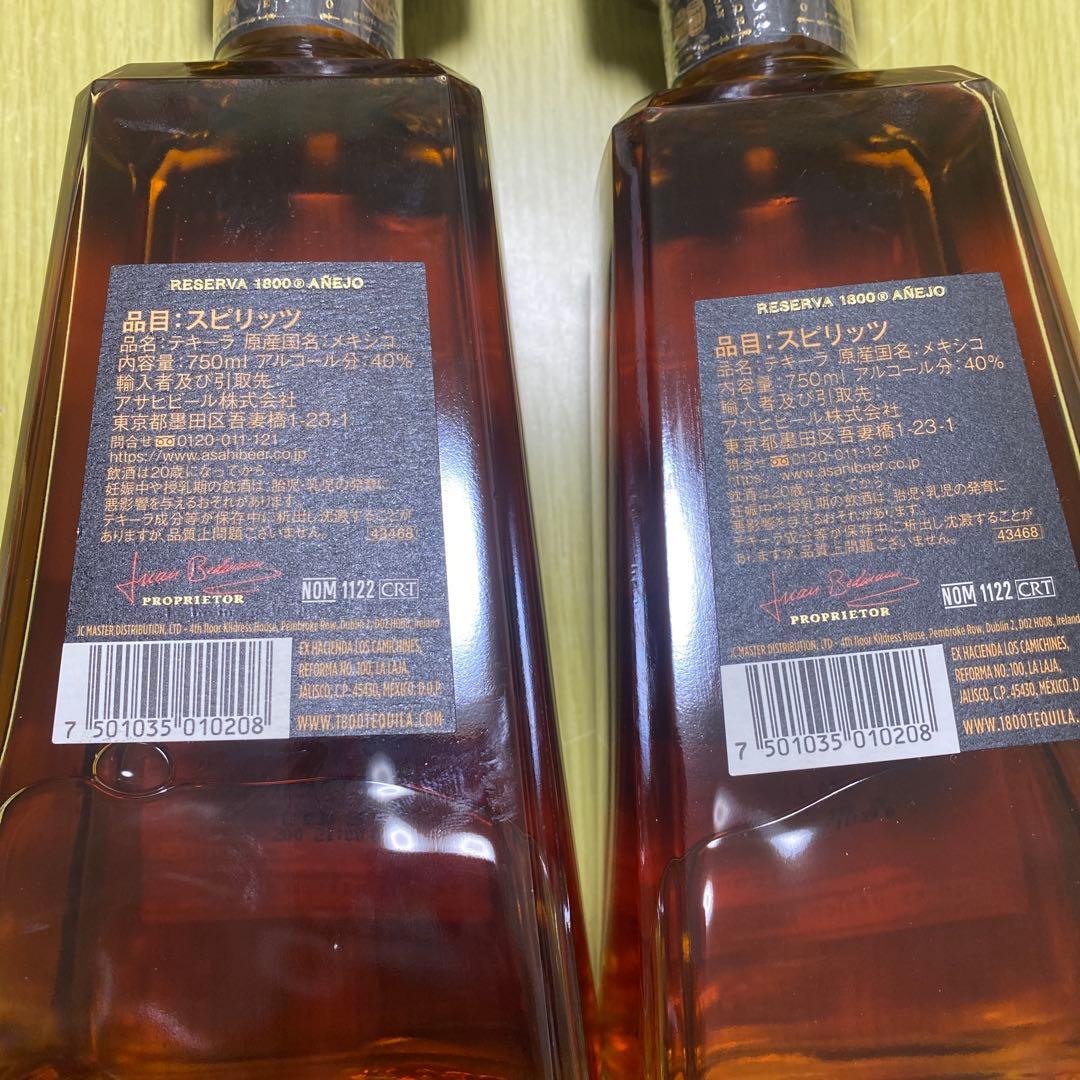 RESERVA 1800® AÑEJO
品目:スピリッツ
品名:テキーラ 原産国名:メキシコ
内容量:750ml アルコール分:40%
輸入者及び引取先:
アサヒビール株式会社
東京都墨田区吾妻橋1-23-1
問合せ 0120-011-121
https://www.asahibeer.co.jp
飲酒は20歳になってから。
妊娠中や授乳期の飲酒は、胎児・乳児の発育に
悪影響を与えるおそれがあります。
テキーラ成分等が保存中に析出し沈澱することが
ありますが、品質上問題ございません。 43468
PROPRIETOR
NOM 1122 CRT
JC MASTER DISTRIBUTION, LTD - 4th floor Kildress House, Pembroke Row, Dublin 2, D02 H008, Ireland
EX HACIENDA LOS CAMICHINES,
REFORMA NO. 100, LA LAJA,
JALISCO, C.P. 45430, MEXICO. D.O.P.
WWW.1800TEQUILA.COM
7 501035 010208
RESERVA 1800® AÑEJO
品目:スピリッツ
品名:テキーラ 原産国名:メキシコ
内容量:750ml アルコール分:40%
輸入者及び引取先:
アサヒビール株式会社
東京都墨田区吾妻橋1-23-1
問合せ 0120-011-121
https: www.asahibeer.co.jp
飲酒は20歳になってから。
妊娠中や授乳期の飲酒は、胎児・乳児の発育に
悪影響を与えるおそれがあります。
テキーラ成分等が保存中に析出し沈澱することが
ありますが、品質上問題ございません。 43468
PROPRIETOR
NOM 1122 CRT
JC MASTER DISTRIBUTION, LTD - 4th floor Kildress House, Pembroke Row, Dublin 2, D02 H008, Ireland
EX HACIENDA LOS CAMICHINES,
REFORMA NO. 100, LA LAJA,
JALISCO, C.P. 45430, MEXICO. D.
WWW.1800TEQUILA.
7 501035 010208